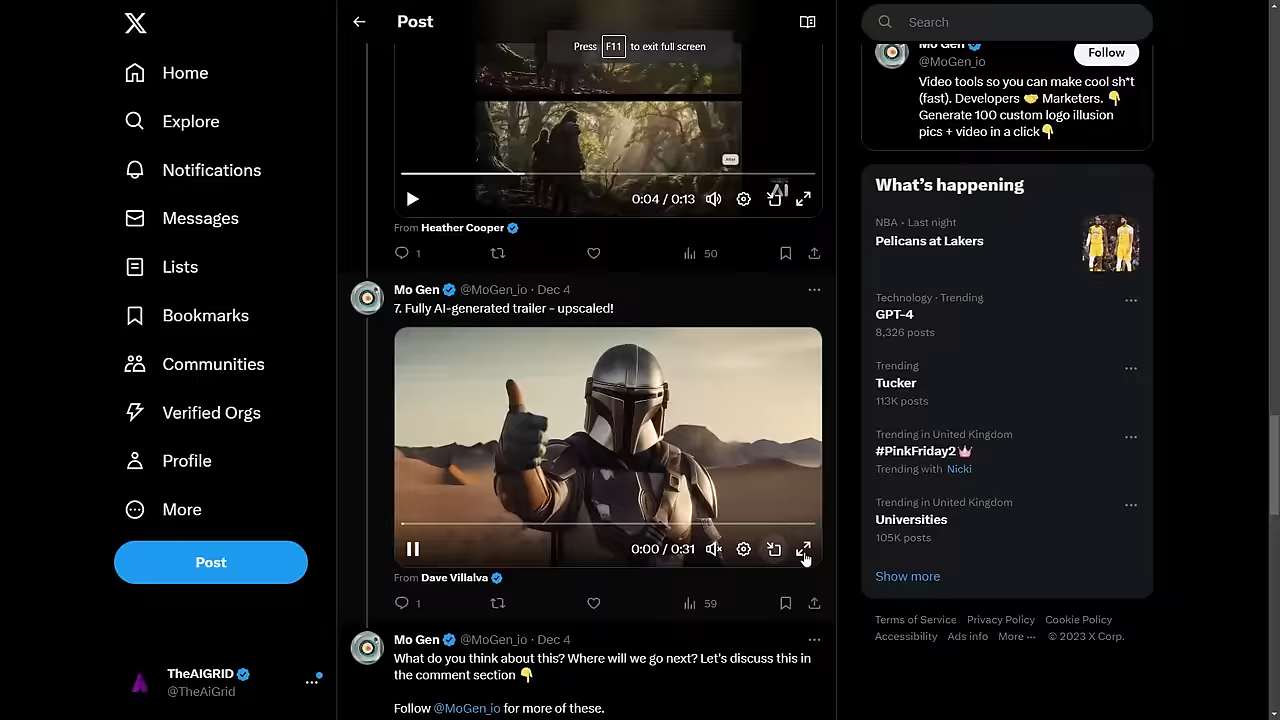 Home
Explore
Notifications
Messages
Lists
Bookmarks
Communities
Verified Orgs
Profile
More
Post
TheAIGRID
@TheAiGrid
Post
Press F11 to exit full screen
After
0:04 / 0:13
AI
From Heather Cooper
1
50
Mo Gen @MoGen_io · Dec 4
7. Fully AI-generated trailer - upscaled!
0:00 / 0:31
From Dave Villalva
1
59
Mo Gen @MoGen_io · Dec 4
What do you think about this? Where will we go next? Let's discuss this in
the comment section 👇
Follow @MoGen_io for more of these.
Search
Mo Gen
@MoGen_io
Follow
Video tools so you can make cool sh*t
(fast). Developers 🤝 Marketers. 👇
Generate 100 custom logo illusion
pics + video in a click👇
What's happening
NBA · Last night
Pelicans at Lakers
Technology · Trending
GPT-4
8,326 posts
Trending
Tucker
113K posts
Trending in United Kingdom
#PinkFriday2
Trending with Nicki
Trending in United Kingdom
Universities
105K posts
Show more
Terms of Service Privacy Policy Cookie Policy
Accessibility Ads info More ··· © 2023 X Corp.